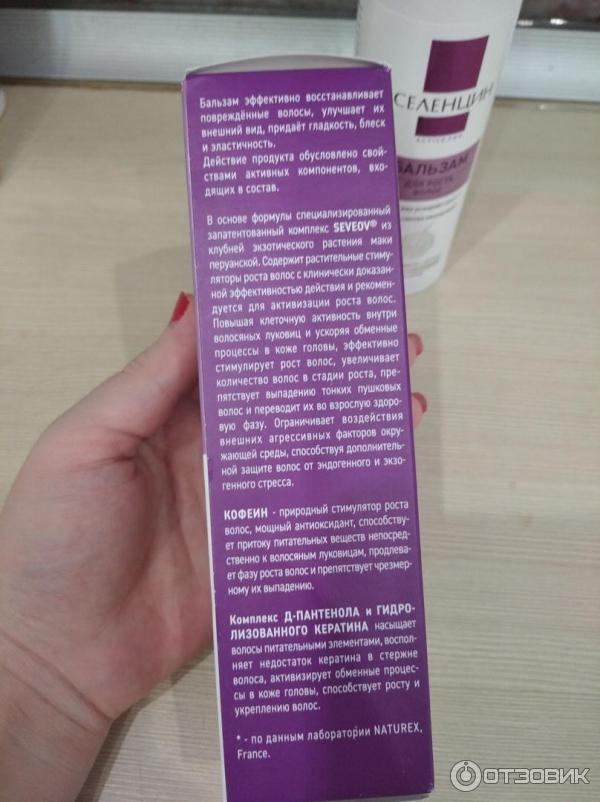 Бальзам эффективно восстанавливает
повреждённые волосы, улучшает их
внешний вид, придаёт гладкость, блеск
и эластичность.
Действие продукта обусловлено свой-
ствами активных компонентов, вхо-
дящих в состав.
В основе формулы специализированный
запатентованный комплекс SEVEOV® из
клубней экзотического растения маки
перуанской. Содержит растительные стиму-
ляторы роста волос с клинически доказан-
ной эффективностью действия и рекомен-
дуется для активизации роста волос.
Повышая клеточную активность внутри
волосяных луковиц и ускоряя обменные
процессы в коже головы, эффективно
стимулирует рост волос, увеличивает
количество волос в стадии роста, пре-
пятствует выпадению тонких пушковых
волос и переводит их во взрослую здоро-
вую фазу. Ограничивает воздействия
внешних агрессивных факторов окру-
жающей среды, способствуя дополнитель-
ной защите волос от эндогенного и экзо-
генного стресса.
КОФЕИН - природный стимулятор роста
волос, мощный антиоксидант, способству-
ет притоку питательных веществ непосред-
ственно к волосяным луковицам, продлева-
ет фазу роста волос и препятствует чрезмер-
ному их выпадению.
Комплекс Д-ПАНТЕНОЛА и ГИДРО-
ЛИЗОВАННОГО КЕРАТИНА насыщает
волосы питательными элементами, воспол-
няет недостаток кератина в стержне
волоса, активизирует обменные процес-
сы в коже головы, способствует росту и
укреплению волос.
* - по данным лаборатории NATUREX,
France.
СЕЛЕНЦИН
БАЛЬЗАМ
ДЛЯ РОСТА
ВОЛОС
ОТЗОВИК